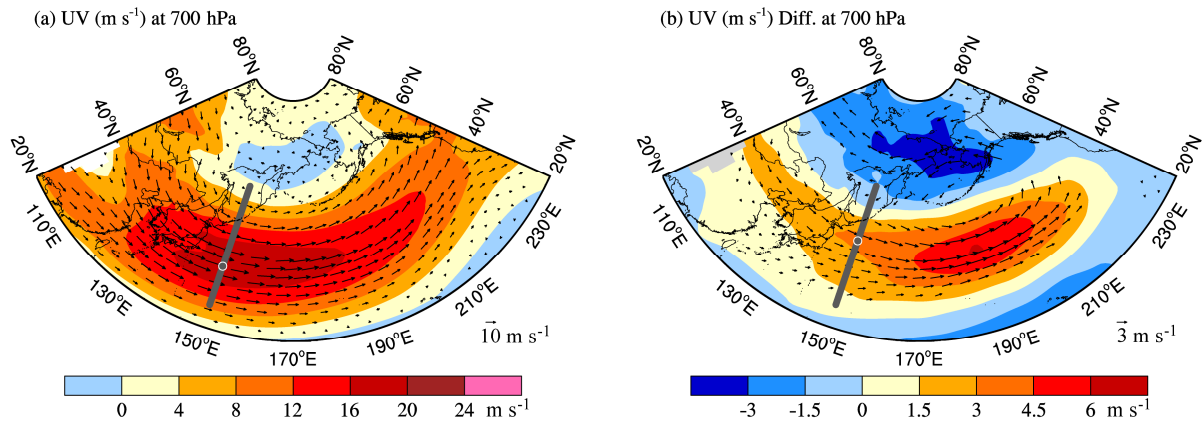 (a) UV (m s⁻¹) at 700 hPa
80°N 80°N
60°N 60°N
40°N 40°N
20°N 20°N
110°E 230°E
130°E 210°E
150°E 190°E
170°E
10 m s⁻¹
0 4 8 12 16 20 24 m s⁻¹
(b) UV (m s⁻¹) Diff. at 700 hPa
80°N 80°N
60°N 60°N
40°N 40°N
20°N 20°N
110°E 230°E
130°E 210°E
150°E 190°E
170°E
3 m s⁻¹
-3 -1.5 0 1.5 3 4.5 6 m s⁻¹